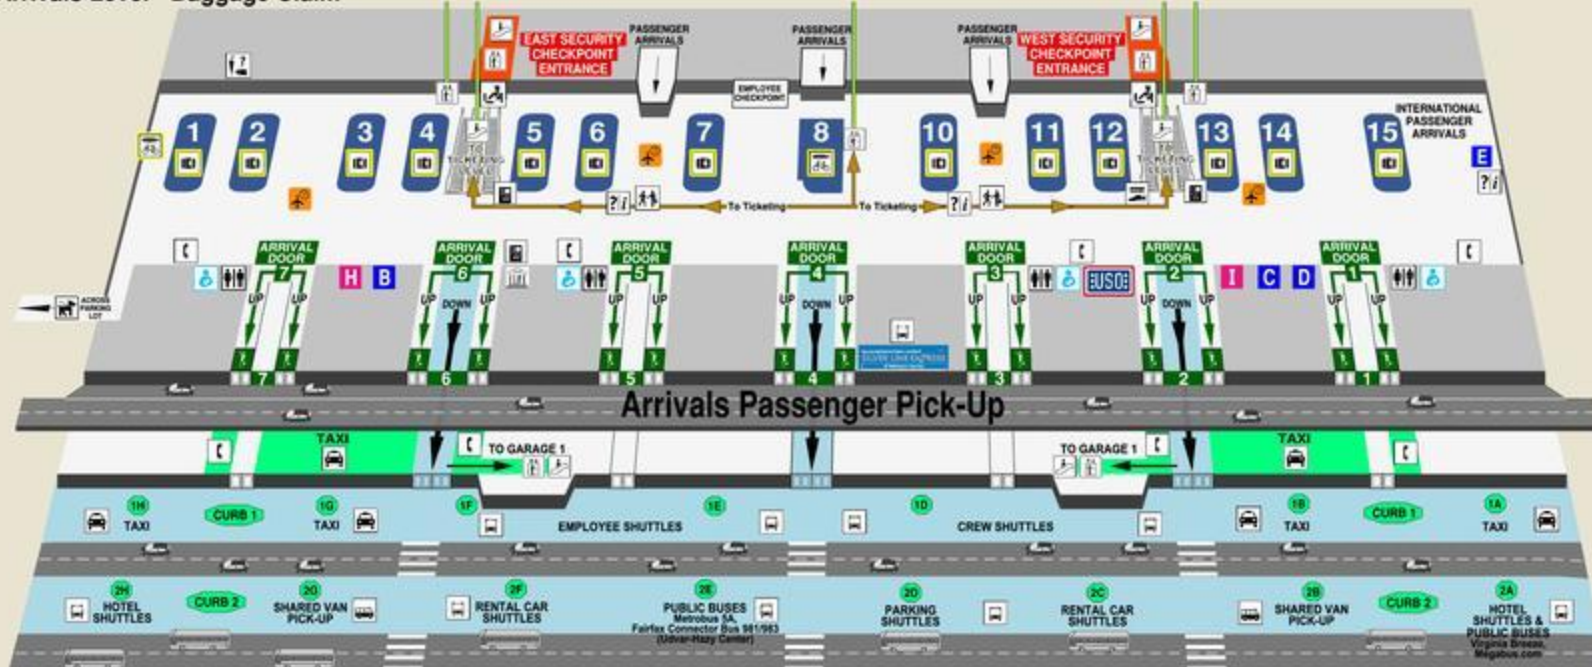 Arrivals Level - Baggage Claim
EAST SECURITY
CHECKPOINT
ENTRANCE
PASSENGER
ARRIVALS
PASSENGER
ARRIVALS
PASSENGER
ARRIVALS
WEST SECURITY
CHECKPOINT
ENTRANCE
EMPLOYEE
CHECKPOINT
INTERNATIONAL
PASSENGER
ARRIVALS
1
2
3
4
5
6
7
8
10
11
12
13
14
15
E
TO
TICKETING
LEVEL
TO
TICKETING
LEVEL
? i
To Ticketing
To Ticketing
? i
? i
ARRIVAL
DOOR
7
ARRIVAL
DOOR
6
ARRIVAL
DOOR
5
ARRIVAL
DOOR
4
ARRIVAL
DOOR
3
ARRIVAL
DOOR
2
ARRIVAL
DOOR
1
H B
USO
I C D
ACROSS
PARKING
LOT
UP UP
UP DOWN UP
UP UP
UP DOWN UP
UP UP
UP DOWN UP
UP UP
SILVER LINE EXPRESS
7 6 5 4 3 2 1
Arrivals Passenger Pick-Up
TAXI
TO GARAGE 1
TO GARAGE 1
TAXI
1H
TAXI
CURB 1
1G
TAXI
1F
EMPLOYEE SHUTTLES
1E
1D
CREW SHUTTLES
1B
TAXI
CURB 1
1A
TAXI
2H
HOTEL
SHUTTLES
CURB 2
2G
SHARED VAN
PICK-UP
2F
RENTAL CAR
SHUTTLES
2E
PUBLIC BUSES
Metrobus 5A,
Fairfax Connector Bus 981/983
(Udvar-Hazy Center)
2D
PARKING
SHUTTLES
2C
RENTAL CAR
SHUTTLES
2B
SHARED VAN
PICK-UP
CURB 2
2A
HOTEL
SHUTTLES &
PUBLIC BUSES
Virginia Breeze,
Megabus.com